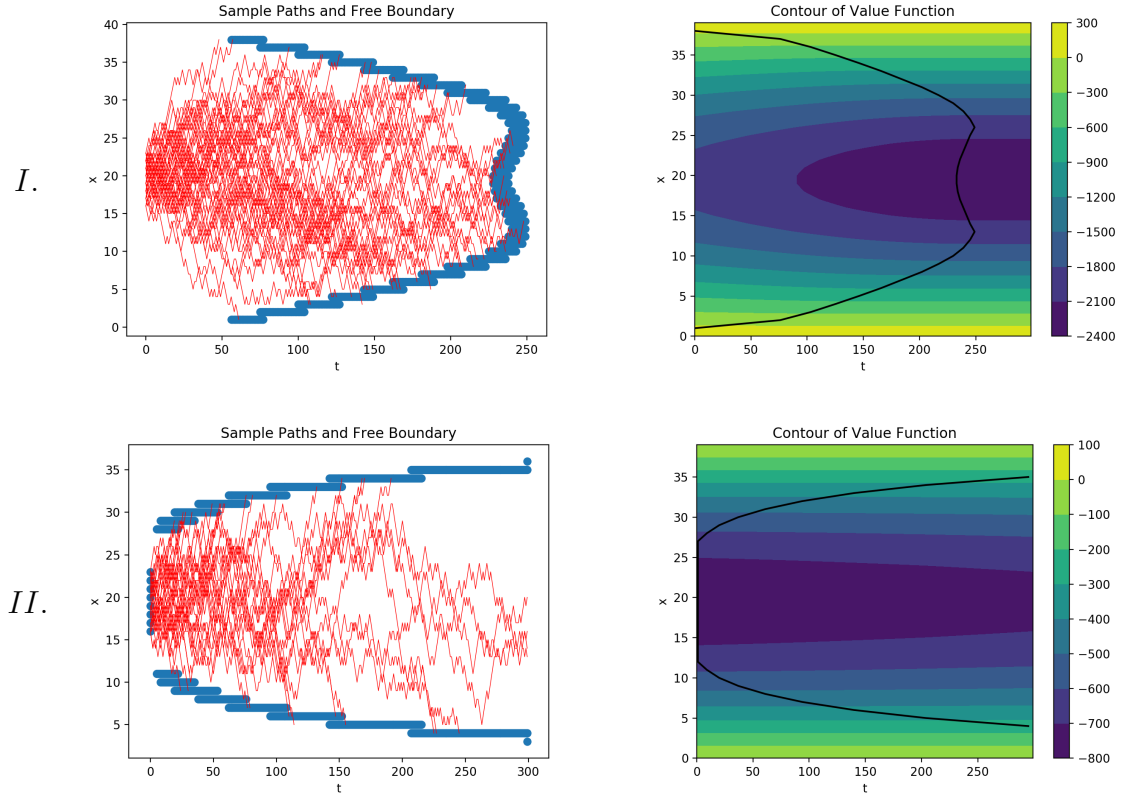 I.
Sample Paths and Free Boundary
40
35
30
25
20
15
10
5
0
x
0 50 100 150 200 250
t
Contour of Value Function
35
30
25
20
15
10
5
0
x
0 50 100 150 200 250
t
300
0
−300
−600
−900
−1200
−1500
−1800
−2100
−2400
II.
Sample Paths and Free Boundary
35
30
25
20
15
10
5
x
0 50 100 150 200 250 300
t
Contour of Value Function
35
30
25
20
15
10
5
0
x
0 50 100 150 200 250
t
100
0
−100
−200
−300
−400
−500
−600
−700
−800